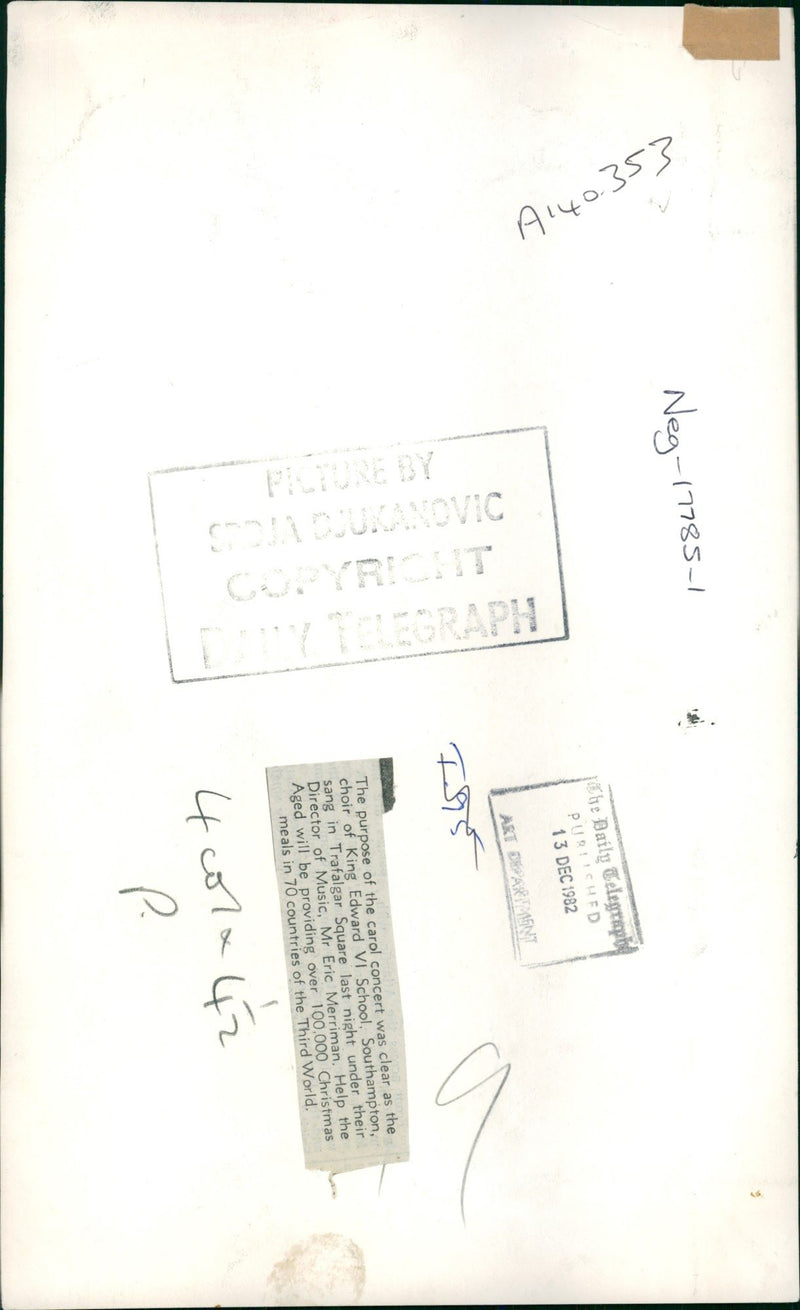 A'140.353
Neg-17785-1
PICTURE BY
SRDJA DJUKANOVIC
COPYRIGHT
DAILY TELEGRAPH
The Daily Telegraph
PUBLISHED
13 DEC 1982
ART DEPARTMENT
The purpose of the carol concert was clear as the
choir of King Edward VI School, Southampton,
sang in Trafalgar Square last night under their
Director of Music, Mr Eric Merriman. Help the
Aged will be providing over 100,000 Christmas
meals in 70 countries of the Third World.
4 col x 4½
P.
9